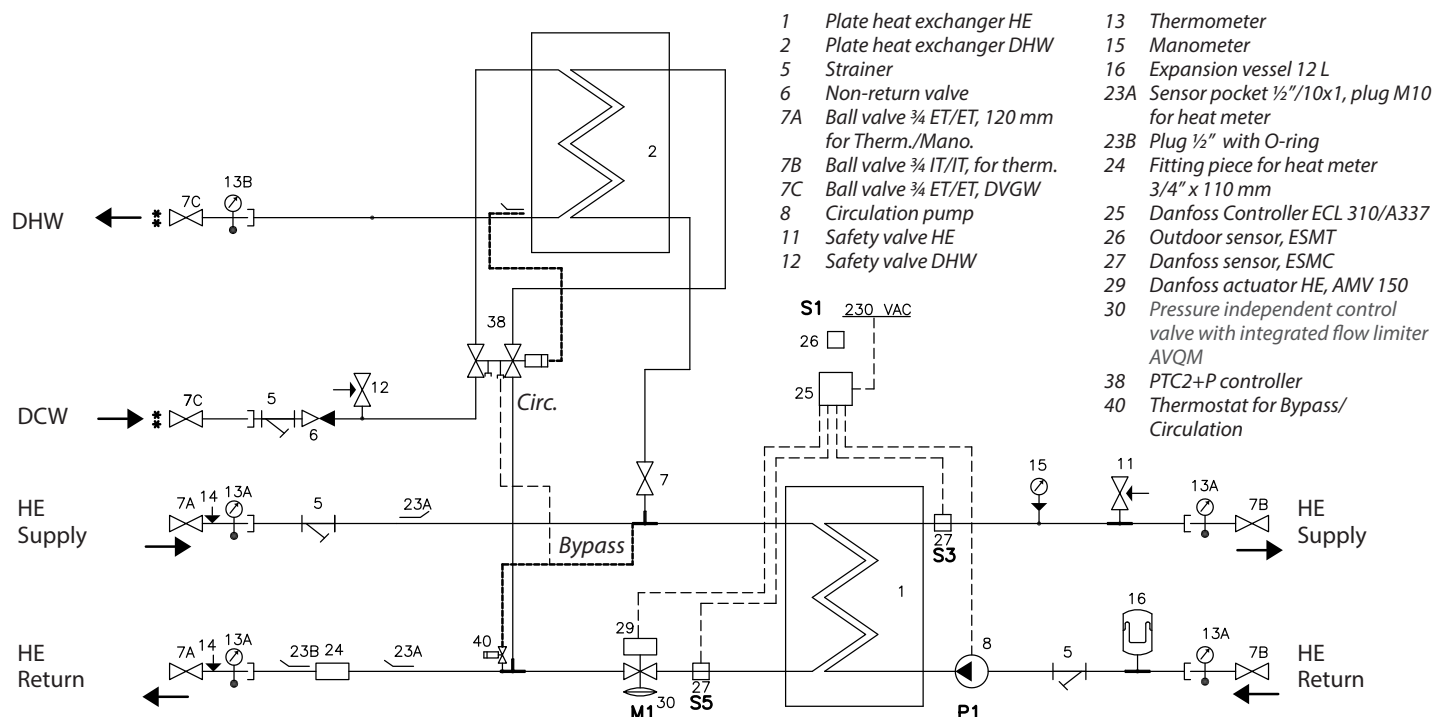 1 Plate heat exchanger HE
2 Plate heat exchanger DHW
5 Strainer
6 Non-return valve
7A Ball valve ¾ ET/ET, 120 mm
for Therm./Mano.
7B Ball valve ¾ IT/IT, for therm.
7C Ball valve ¾ ET/ET, DVGW
8 Circulation pump
11 Safety valve HE
12 Safety valve DHW
13 Thermometer
15 Manometer
16 Expansion vessel 12 L
23A Sensor pocket ½"/10x1, plug M10
for heat meter
23B Plug ½" with O-ring
24 Fitting piece for heat meter
3/4" x 110 mm
25 Danfoss Controller ECL 310/A337
26 Outdoor sensor, ESMT
27 Danfoss sensor, ESMC
29 Danfoss actuator HE, AMV 150
30 Pressure independent control
valve with integrated flow limiter
AVQM
38 PTC2+P controller
40 Thermostat for Bypass/
Circulation
2
DHW
**
7C
13B
38
S1
230 VAC
26
25
DCW
**
7C
5
6
12
Circ.
7
HE
Supply
7A
14
13A
5
23A
Bypass
27
S3
15
11
13A
7B
HE
Supply
1
HE
Return
7A
14
13A
23B
24
23A
40
29
30
M1
27
S5
8
P1
5
16
13A
7B
HE
Return